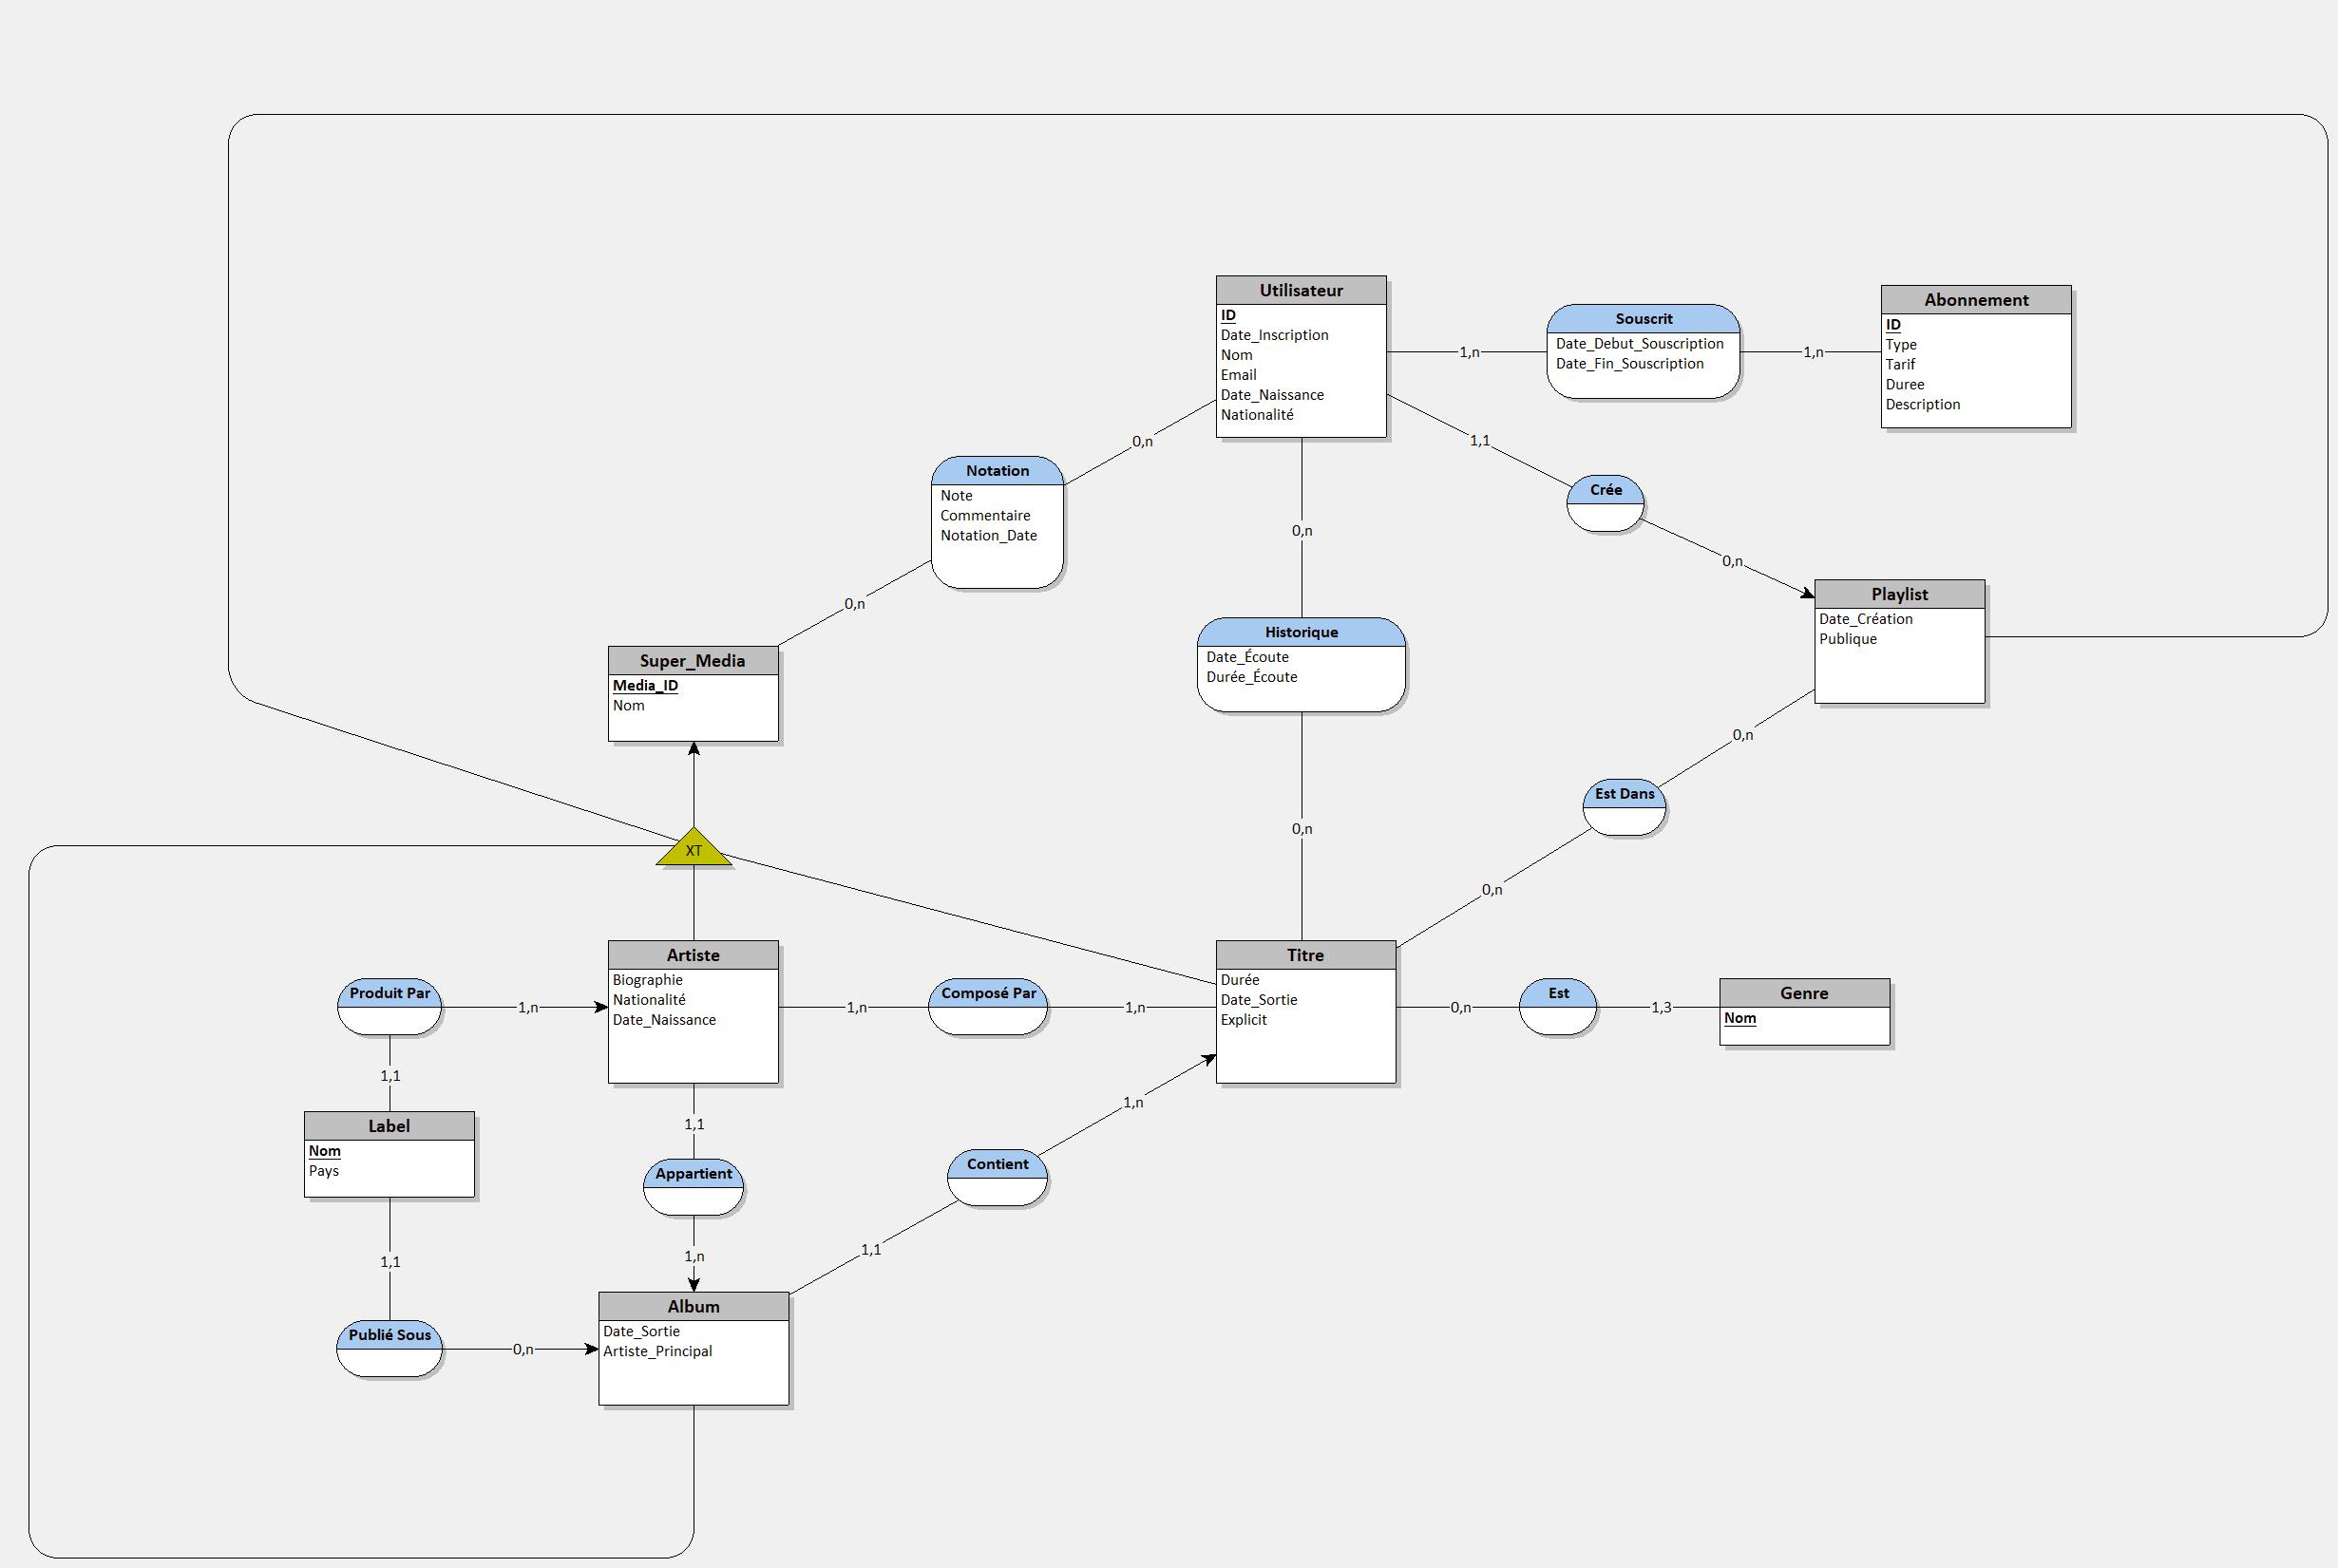 Utilisateur
ID
Date_Inscription
Nom
Email
Date_Naissance
Nationalité
1,n
Souscrit
Date_Debut_Souscription
Date_Fin_Souscription
1,n
Abonnement
ID
Type
Tarif
Duree
Description
0,n
1,1
Notation
Note
Commentaire
Notation_Date
Crée
0,n
0,n
0,n
Playlist
Date_Création
Publique
Historique
Date_Écoute
Durée_Écoute
Super_Media
Media_ID
Nom
0,n
Est Dans
0,n
0,n
XT
Artiste
Biographie
Nationalité
Date_Naissance
Titre
Durée
Date_Sortie
Explicit
Produit Par
1,n
1,n
Composé Par
1,n
0,n
Est
1,3
Genre
Nom
1,1
Label
Nom
Pays
1,1
Appartient
1,n
Contient
1,n
1,1
1,1
Album
Date_Sortie
Artiste_Principal
Publié Sous
0,n